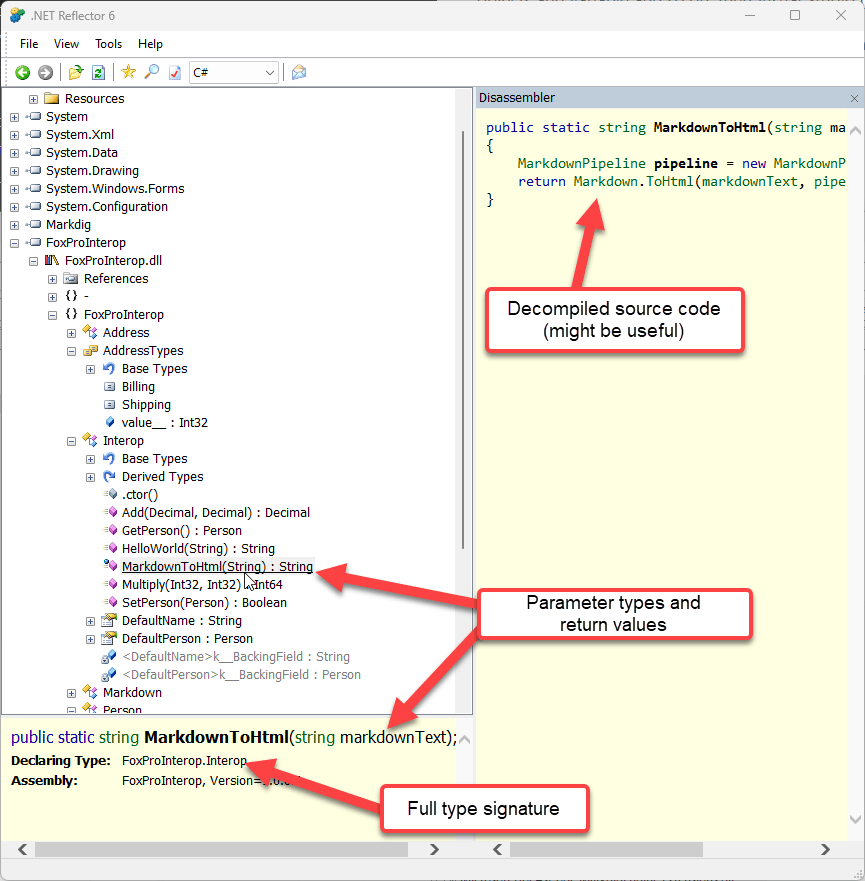 .NET Reflector 6
File View Tools Help
C#
Resources
System
System.Xml
System.Data
System.Drawing
System.Windows.Forms
System.Configuration
Markdig
FoxProInterop
FoxProInterop.dll
References
{} -
{} FoxProInterop
Address
AddressTypes
Base Types
Billing
Shipping
value__ : Int32
Interop
Base Types
Derived Types
.ctor()
Add(Decimal, Decimal) : Decimal
GetPerson() : Person
HelloWorld(String) : String
MarkdownToHtml(String) : String
Multiply(Int32, Int32) Int64
SetPerson(Person) : Boolean
DefaultName : String
DefaultPerson : Person
<DefaultName>k__BackingField : String
<DefaultPerson>k__BackingField : Person
Markdown
Person
Disassembler
public static string MarkdownToHtml(string ma
{
MarkdownPipeline pipeline = new MarkdownP
return Markdown.ToHtml(markdownText, pipe
}
Decompiled source code
(might be useful)
Parameter types and
return values
public static string MarkdownToHtml(string markdownText);
Declaring Type: FoxProInterop.Interop
Assembly: FoxProInterop, Version=
Full type signature